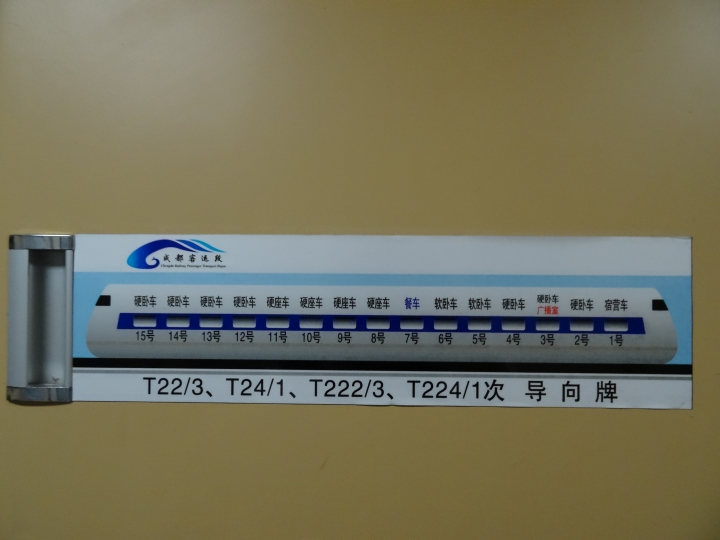 成都客运段
Chengdu Railway Passenger Transport Depot
硬卧车 硬卧车 硬卧车 硬卧车 硬座车 硬座车 硬座车 硬座车 餐车 软卧车 软卧车 硬卧车 硬卧车 硬卧车 宿营车
广播室
15号 14号 13号 12号 11号 10号 9号 8号 7号 6号 5号 4号 3号 2号 1号
T22/3、T24/1、T222/3、T224/1次 导向牌